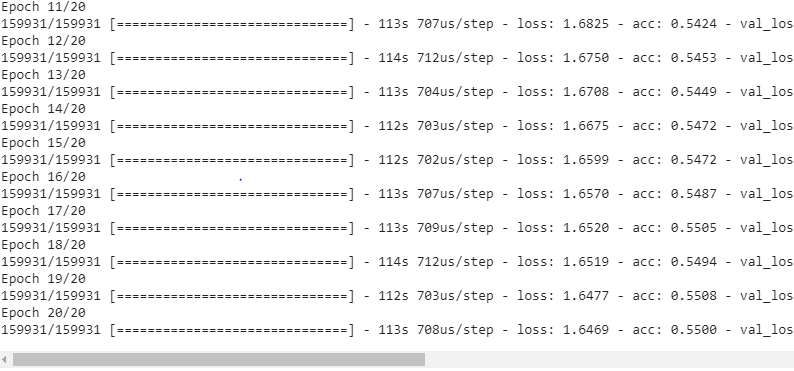 Epoch 11/20
159931/159931 [==============================] - 113s 707us/step - loss: 1.6825 - acc: 0.5424 - val_los
Epoch 12/20
159931/159931 [==============================] - 114s 712us/step - loss: 1.6750 - acc: 0.5453 - val_los
Epoch 13/20
159931/159931 [==============================] - 113s 704us/step - loss: 1.6708 - acc: 0.5449 - val_los
Epoch 14/20
159931/159931 [==============================] - 112s 703us/step - loss: 1.6675 - acc: 0.5472 - val_los
Epoch 15/20
159931/159931 [==============================] - 112s 702us/step - loss: 1.6599 - acc: 0.5472 - val_los
Epoch 16/20
159931/159931 [==============================] - 113s 707us/step - loss: 1.6570 - acc: 0.5487 - val_los
Epoch 17/20
159931/159931 [==============================] - 113s 709us/step - loss: 1.6520 - acc: 0.5505 - val_los
Epoch 18/20
159931/159931 [==============================] - 114s 712us/step - loss: 1.6519 - acc: 0.5494 - val_los
Epoch 19/20
159931/159931 [==============================] - 112s 703us/step - loss: 1.6477 - acc: 0.5508 - val_los
Epoch 20/20
159931/159931 [==============================] - 113s 708us/step - loss: 1.6469 - acc: 0.5500 - val_los